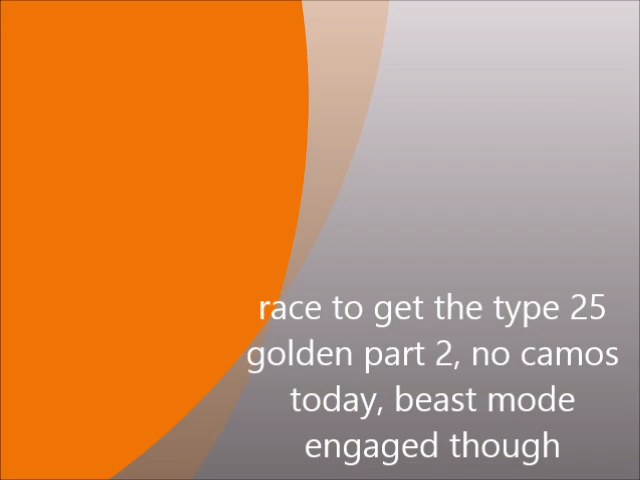 race to get the type 25
golden part 2, no camos
today, beast mode
engaged though